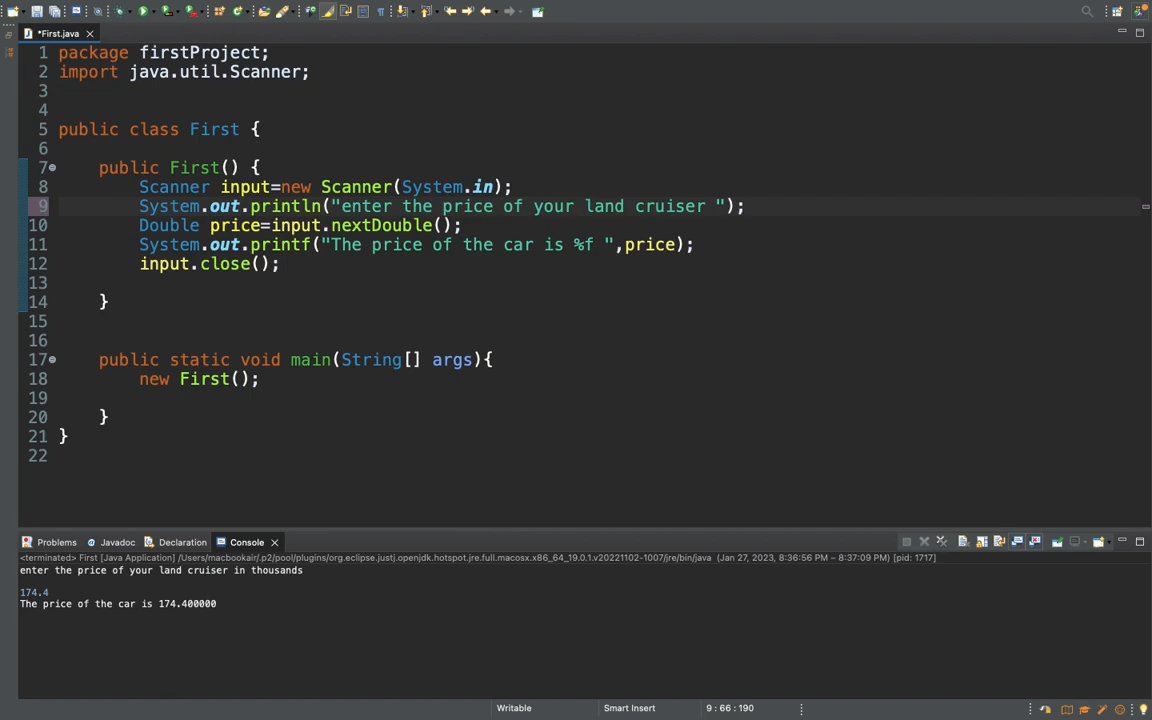 *First.java
1 package firstProject;
2 import java.util.Scanner;
3
4
5 public class First {
6
7 public First() {
8 Scanner input=new Scanner(System.in);
9 System.out.println("enter the price of your land cruiser ");
10 Double price=input.nextDouble();
11 System.out.printf("The price of the car is %f ",price);
12 input.close();
13
14 }
15
16
17 public static void main(String[] args){
18 new First();
19
20 }
21 }
22
Problems Javadoc Declaration Console
<terminated> First [Java Application] /Users/macbookair/.p2/pool/plugins/org.eclipse.justj.openjdk.hotspot.jre.full.macosx.x86_64_19.0.1.v20221102-1007/jre/bin/java (Jan 27, 2023, 8:36:56 PM – 8:37:09 PM) [pid: 1717]
enter the price of your land cruiser in thousands
174.4
The price of the car is 174.400000
Writable Smart Insert 9 : 66 : 190